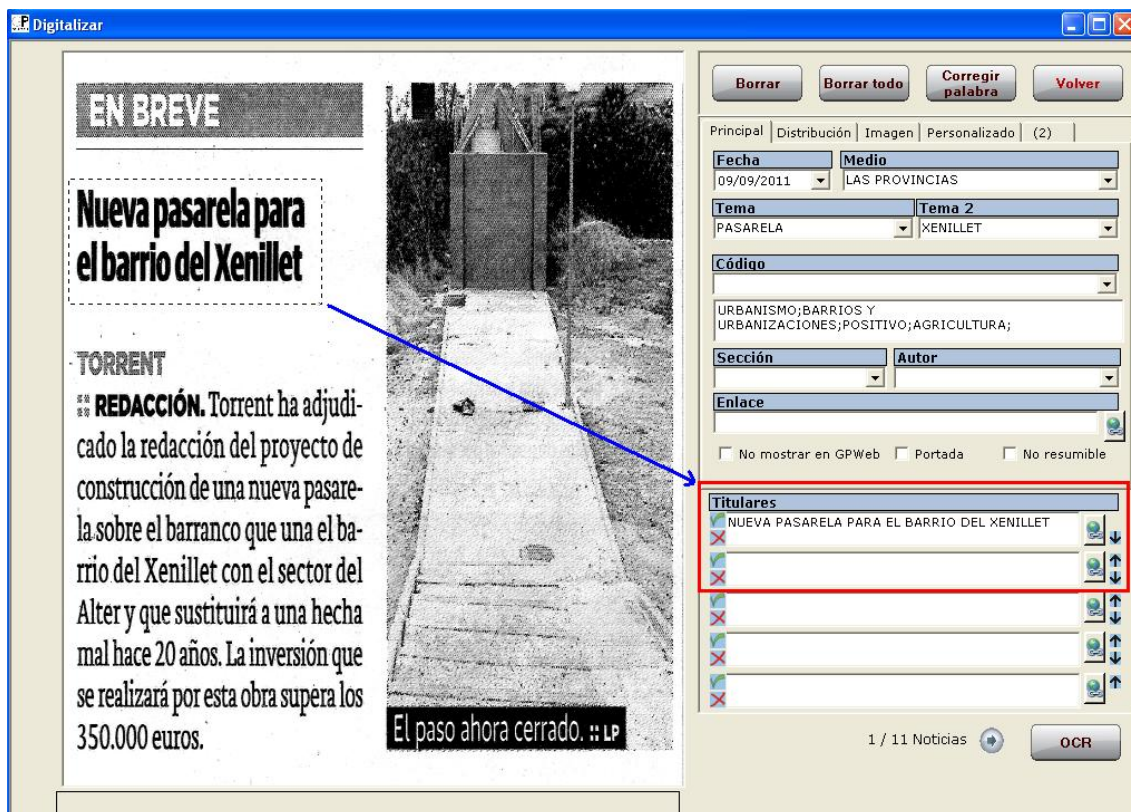 Digitalizar
EN BREVE
Nueva pasarela para
el barrio del Xenillet
TORRENT
:: REDACCIÓN. Torrent ha adjudi-
cado la redacción del proyecto de
construcción de una nueva pasare-
la sobre el barranco que una el ba-
rrio del Xenillet con el sector del
Alter y que sustituirá a una hecha
mal hace 20 años. La inversión que
se realizará por esta obra supera los
350.000 euros.
El paso ahora cerrado. :: LP
Borrar
Borrar todo
Corregir
palabra
Volver
Principal Distribución Imagen Personalizado (2)
Fecha Medio
09/09/2011 LAS PROVINCIAS
Tema Tema 2
PASARELA XENILLET
Código
URBANISMO;BARRIOS Y
URBANIZACIONES;POSITIVO;AGRICULTURA;
Sección Autor
Enlace
No mostrar en GPWeb Portada No resumible
Titulares
NUEVA PASARELA PARA EL BARRIO DEL XENILLET
1 / 11 Noticias
OCR